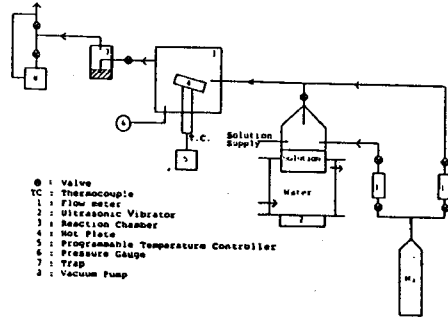 7
3
4
8
6
T.C.
5
Solution
Supply
Solution
Water
2
1
1
N₂
: Valve
TC : Thermocouple
1 : Flow meter
2 : Ultrasonic Vibrator
3 : Reaction Chamber
4 : Hot Plate
5 : Programmable Temperature Controller
6 : Pressure Gauge
7 : Trap
8 : Vacuum Pump